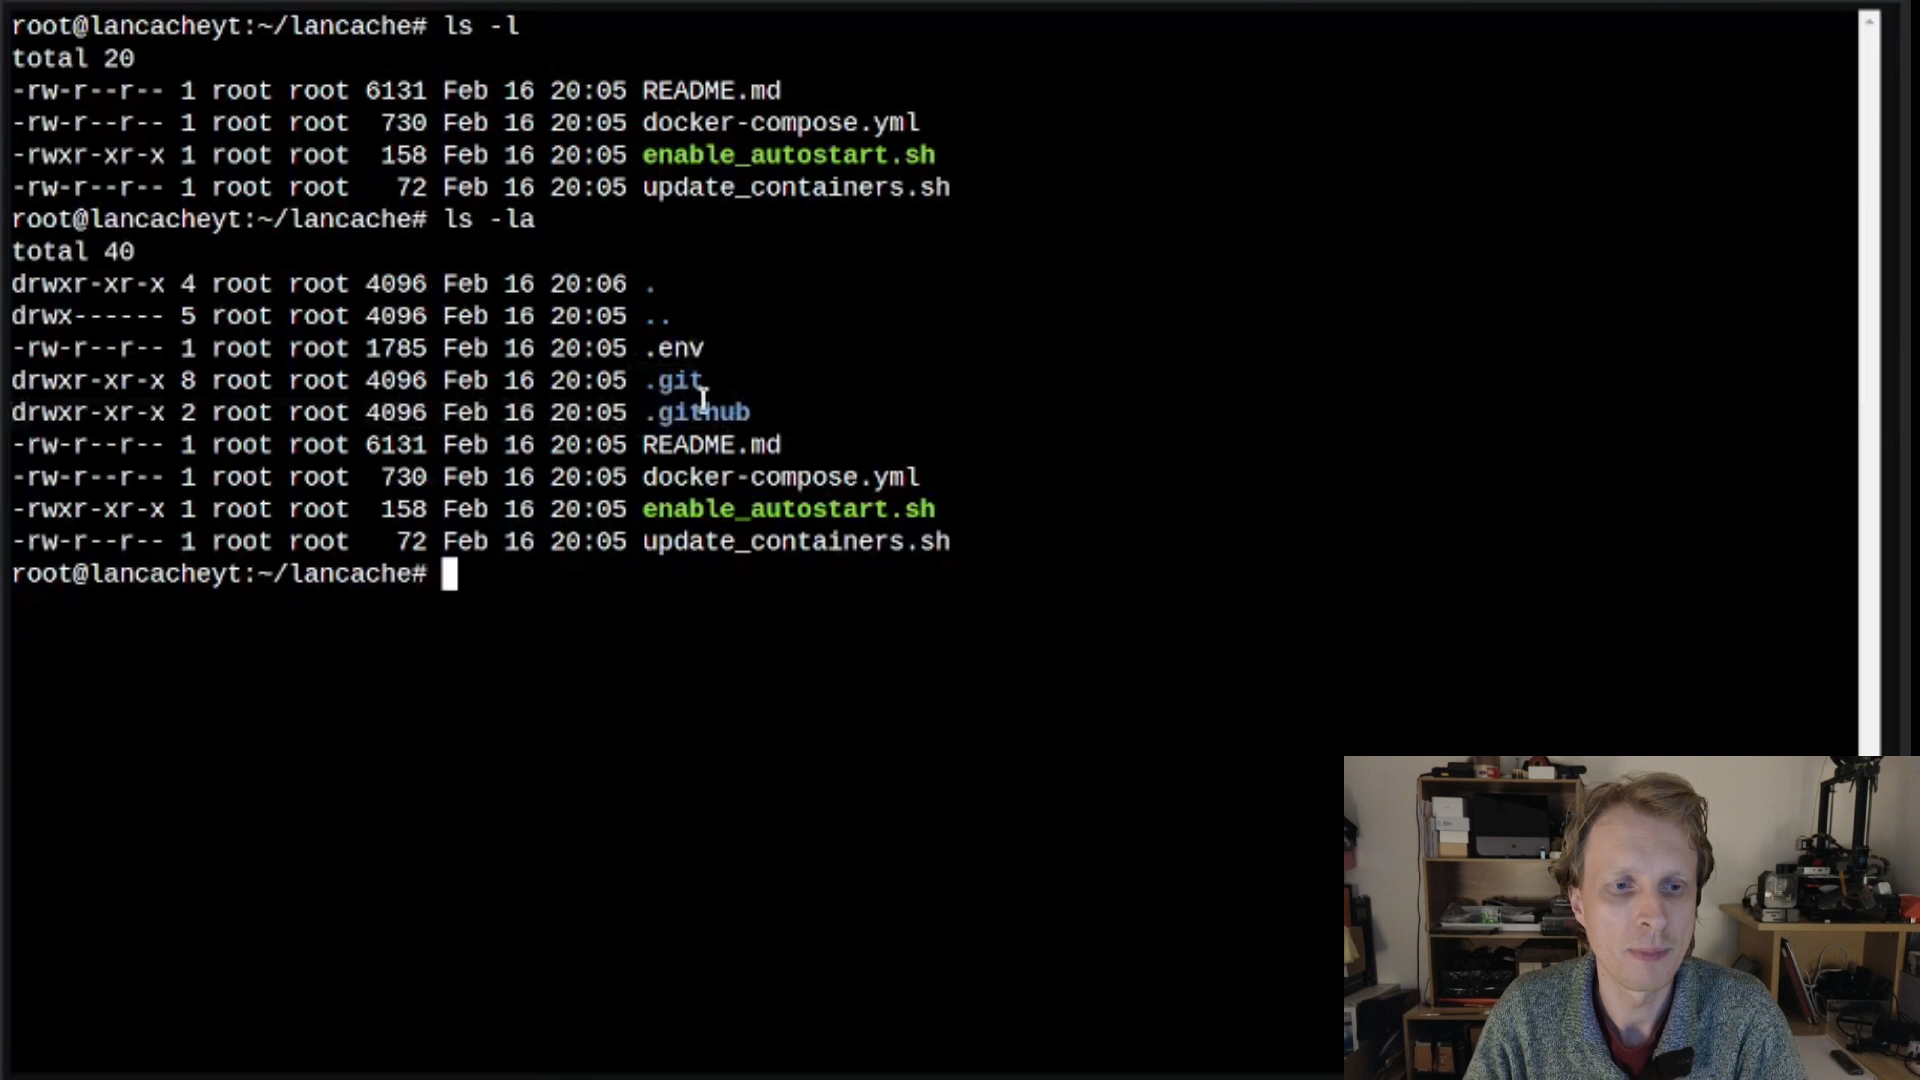 root@lancacheyt:~/lancache# ls -l
total 20
-rw-r--r-- 1 root root 6131 Feb 16 20:05 README.md
-rw-r--r-- 1 root root  730 Feb 16 20:05 docker-compose.yml
-rwxr-xr-x 1 root root  158 Feb 16 20:05 enable_autostart.sh
-rw-r--r-- 1 root root   72 Feb 16 20:05 update_containers.sh
root@lancacheyt:~/lancache# ls -la
total 40
drwxr-xr-x 4 root root 4096 Feb 16 20:06 .
drwx------ 5 root root 4096 Feb 16 20:05 ..
-rw-r--r-- 1 root root 1785 Feb 16 20:05 .env
drwxr-xr-x 8 root root 4096 Feb 16 20:05 .git
drwxr-xr-x 2 root root 4096 Feb 16 20:05 .github
-rw-r--r-- 1 root root 6131 Feb 16 20:05 README.md
-rw-r--r-- 1 root root  730 Feb 16 20:05 docker-compose.yml
-rwxr-xr-x 1 root root  158 Feb 16 20:05 enable_autostart.sh
-rw-r--r-- 1 root root   72 Feb 16 20:05 update_containers.sh
root@lancacheyt:~/lancache#